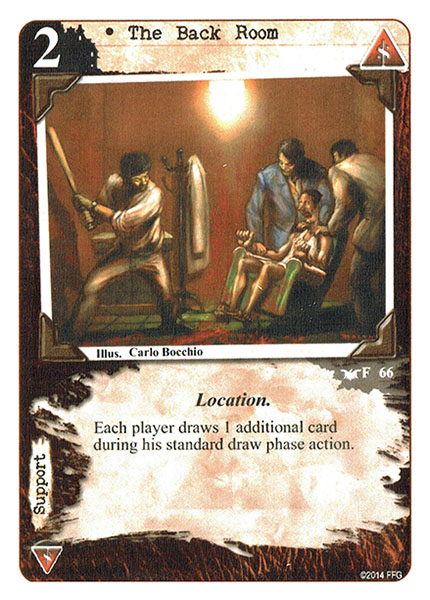 2
• The Back Room
Illus. Carlo Bocchio
F 66
Location.
Each player draws 1 additional card
during his standard draw phase action.
Support
©2014 FFG